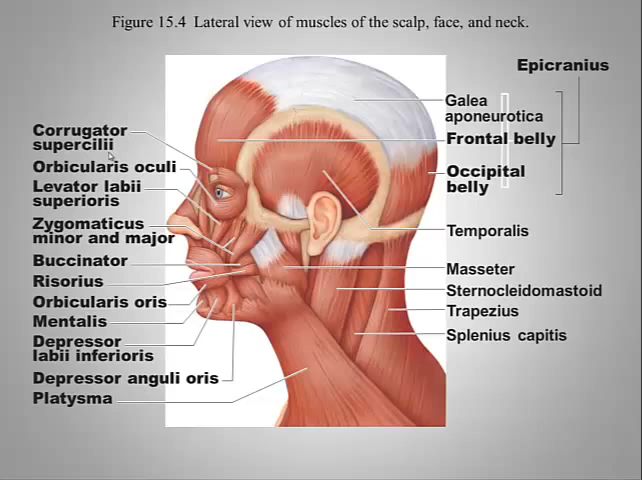 Figure 15.4 Lateral view of muscles of the scalp, face, and neck.
Epicranius
Galea
aponeurotica
Frontal belly
Occipital
belly
Temporalis
Masseter
Sternocleidomastoid
Trapezius
Splenius capitis
Corrugator
supercilii
Orbicularis oculi
Levator labii
superioris
Zygomaticus
minor and major
Buccinator
Risorius
Orbicularis oris
Mentalis
Depressor
labii inferioris
Depressor anguli oris
Platysma